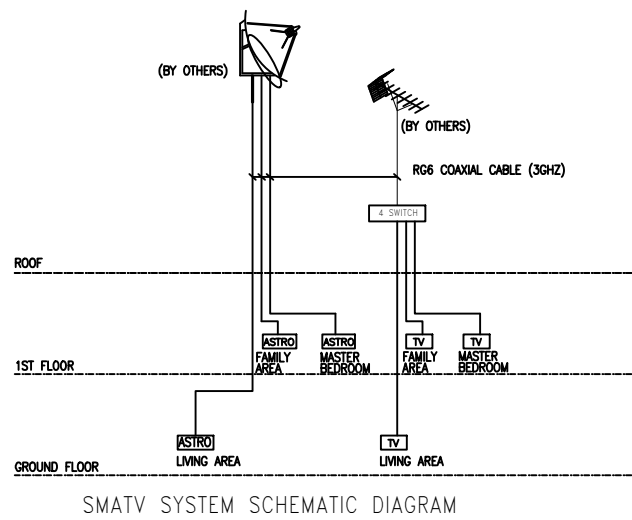 (BY OTHERS)
(BY OTHERS)
RG6 COAXIAL CABLE (3GHZ)
4 SWITCH
ROOF
ASTRO
ASTRO
TV
TV
FAMILY
AREA
MASTER
BEDROOM
FAMILY
AREA
MASTER
BEDROOM
1ST FLOOR
ASTRO
TV
LIVING AREA
LIVING AREA
GROUND FLOOR
SMATV SYSTEM SCHEMATIC DIAGRAM